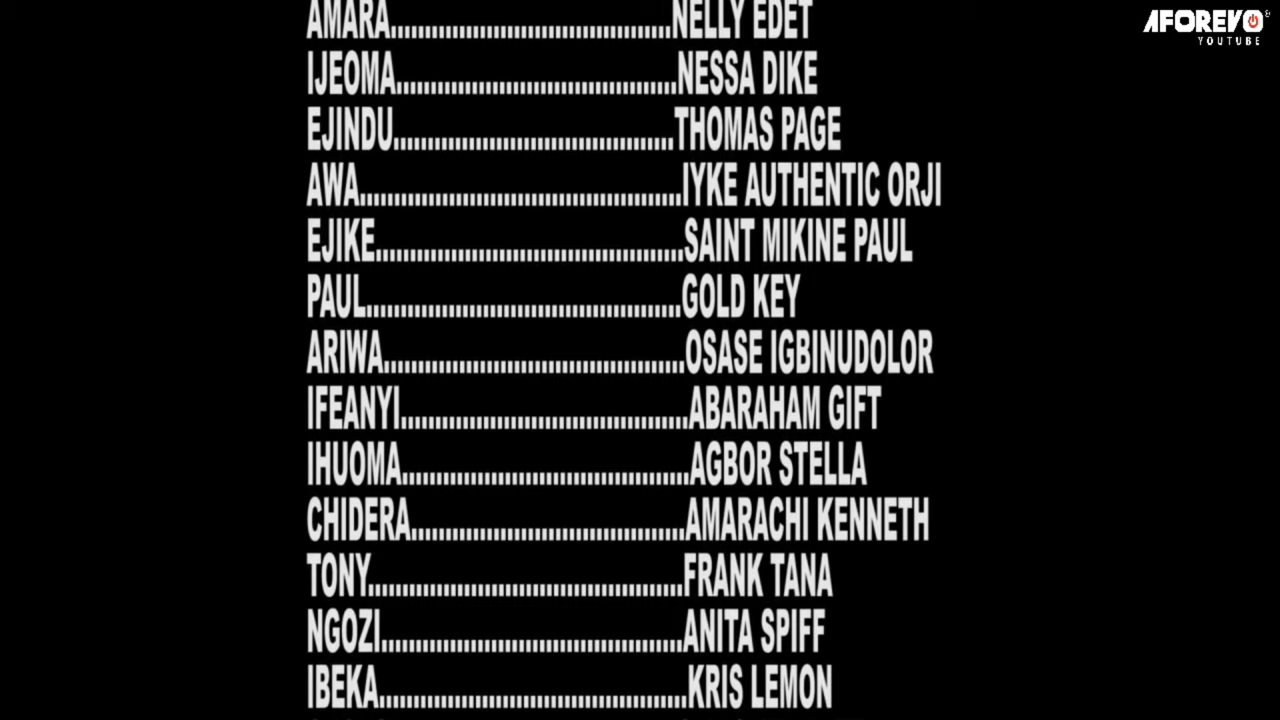 AMARA.........................................NELLY EDET
IJEOMA.........................................NESSA DIKE
EJINDU.........................................THOMAS PAGE
AWA...............................................IYKE AUTHENTIC ORJI
EJIKE.............................................SAINT MIKINE PAUL
PAUL..............................................GOLD KEY
ARIWA............................................OSASE IGBINUDOLOR
IFEANYI..........................................ABARAHAM GIFT
IHUOMA..........................................AGBOR STELLA
CHIDERA........................................AMARACHI KENNETH
TONY..............................................FRANK TANA
NGOZI............................................ANITA SPIFF
IBEKA.............................................KRIS LEMON
AFOREVO
YOUTUBE